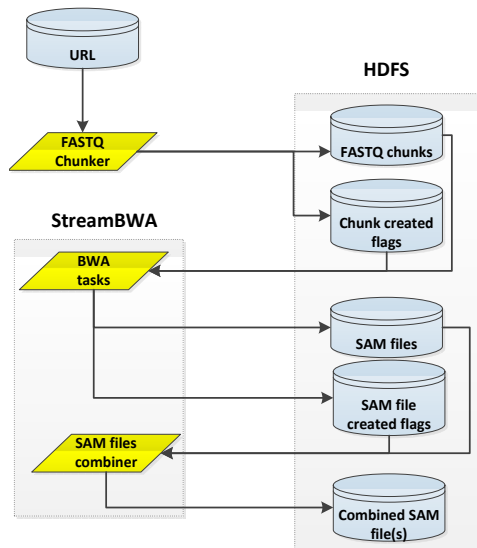 URL
HDFS
FASTQ
Chunker
FASTQ chunks
StreamBWA
Chunk created
flags
BWA
tasks
SAM files
SAM file
created flags
SAM files
combiner
Combined SAM
file(s)